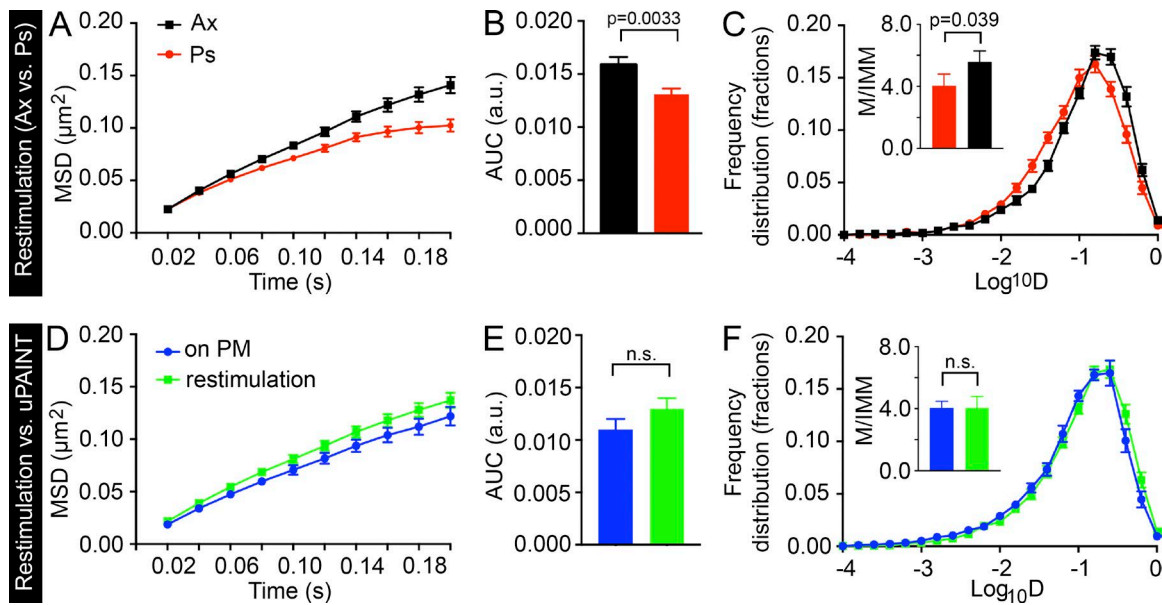 Restimulation (Ax vs. Ps)
A
0.20
0.15
0.10
0.05
0.00
MSD (µm²)
Ax
Ps
0.02 0.06 0.10 0.14 0.18
Time (s)
B
0.020
0.015
0.010
0.005
0.000
AUC (a.u.)
p=0.0033
C
0.20
0.15
0.10
0.05
0.00
Frequency
distribution (fractions)
8.0
4.0
0.0
M/IMM
p=0.039
-4 -3 -2 -1 0
Log¹⁰D
Restimulation vs. uPAINT
D
0.20
0.15
0.10
0.05
0.00
MSD (µm²)
on PM
restimulation
0.02 0.06 0.10 0.14 0.18
Time (s)
E
0.020
0.015
0.010
0.005
0.000
AUC (a.u.)
n.s.
F
0.20
0.15
0.10
0.05
0.00
Frequency
distribution (fractions)
8.0
4.0
0.0
M/IMM
n.s.
-4 -3 -2 -1 0
Log₁₀D